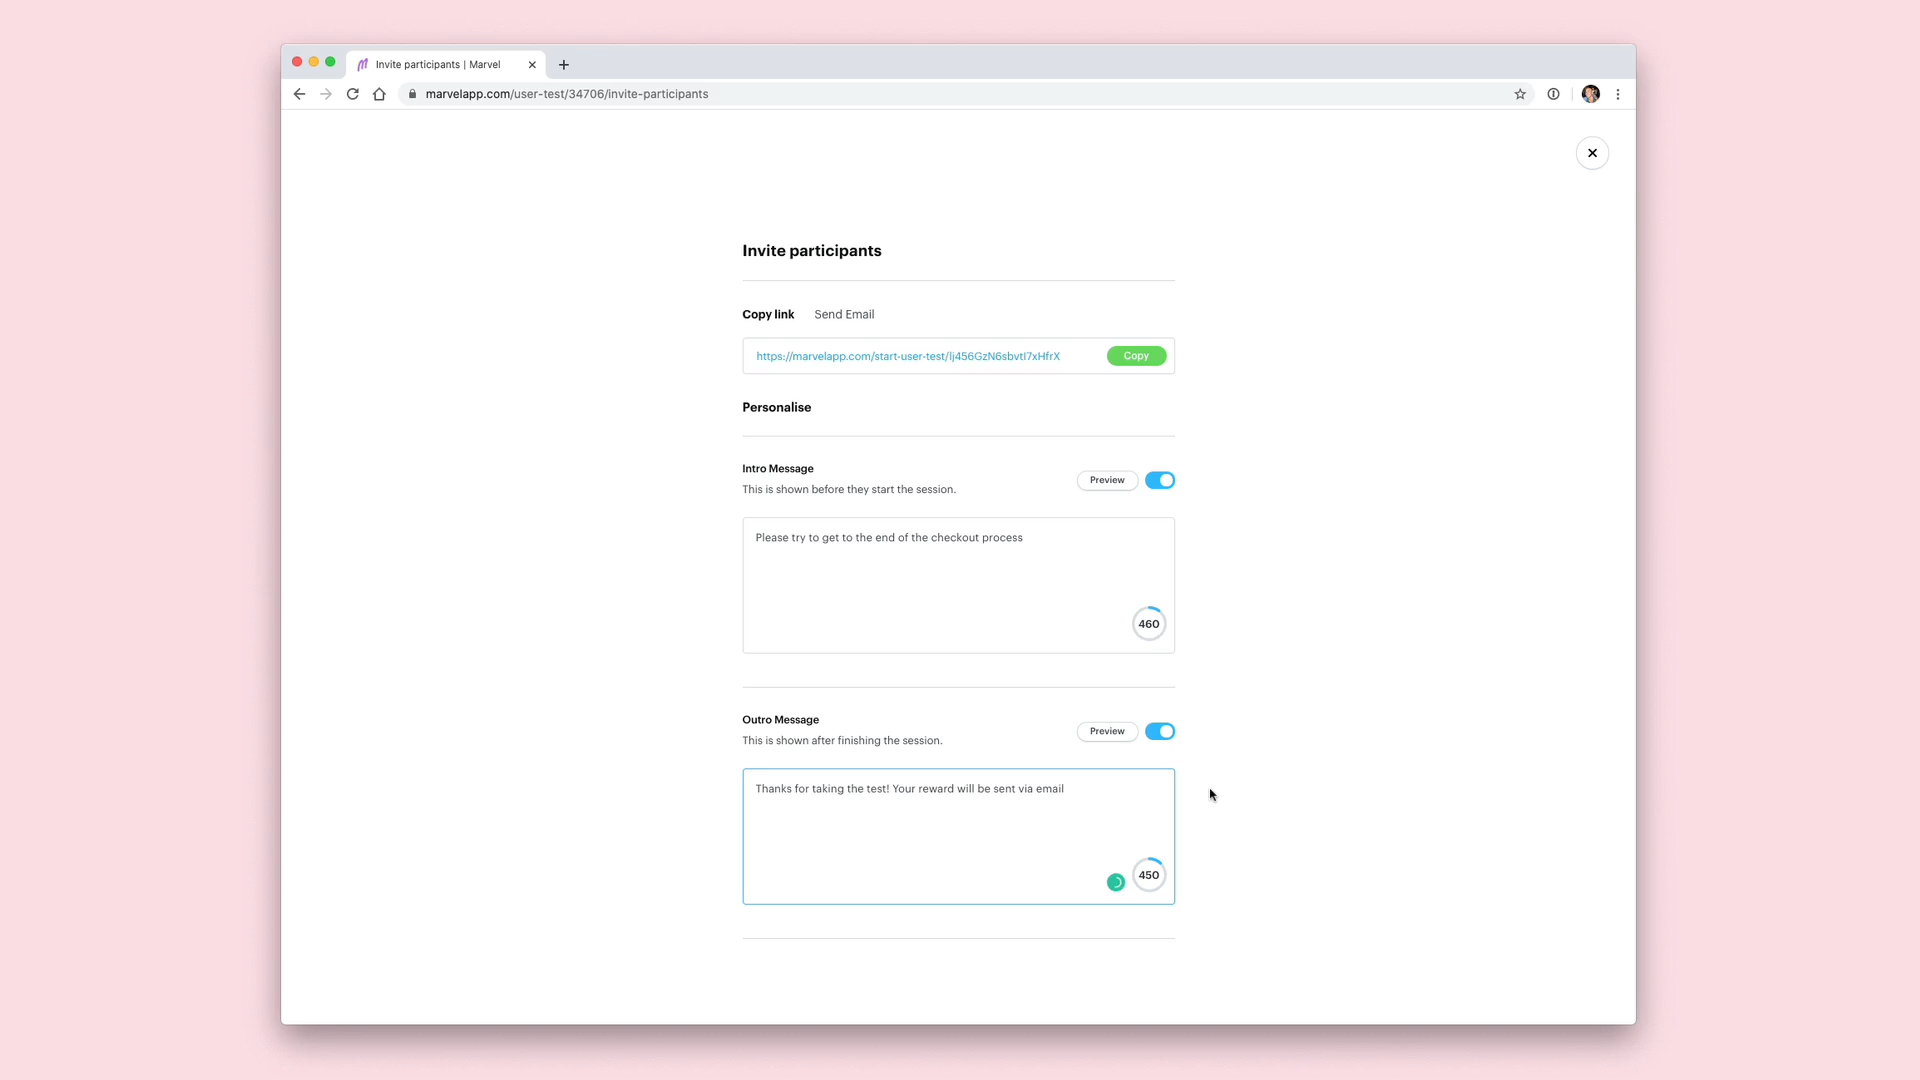 Invite participants | Marvel
marvelapp.com/user-test/34706/invite-participants
Invite participants
Copy link Send Email
https://marvelapp.com/start-user-test/lj456GzN6sbvtI7xHfrX Copy
Personalise
Intro Message
This is shown before they start the session.
Preview
Please try to get to the end of the checkout process
460
Outro Message
This is shown after finishing the session.
Preview
Thanks for taking the test! Your reward will be sent via email
450